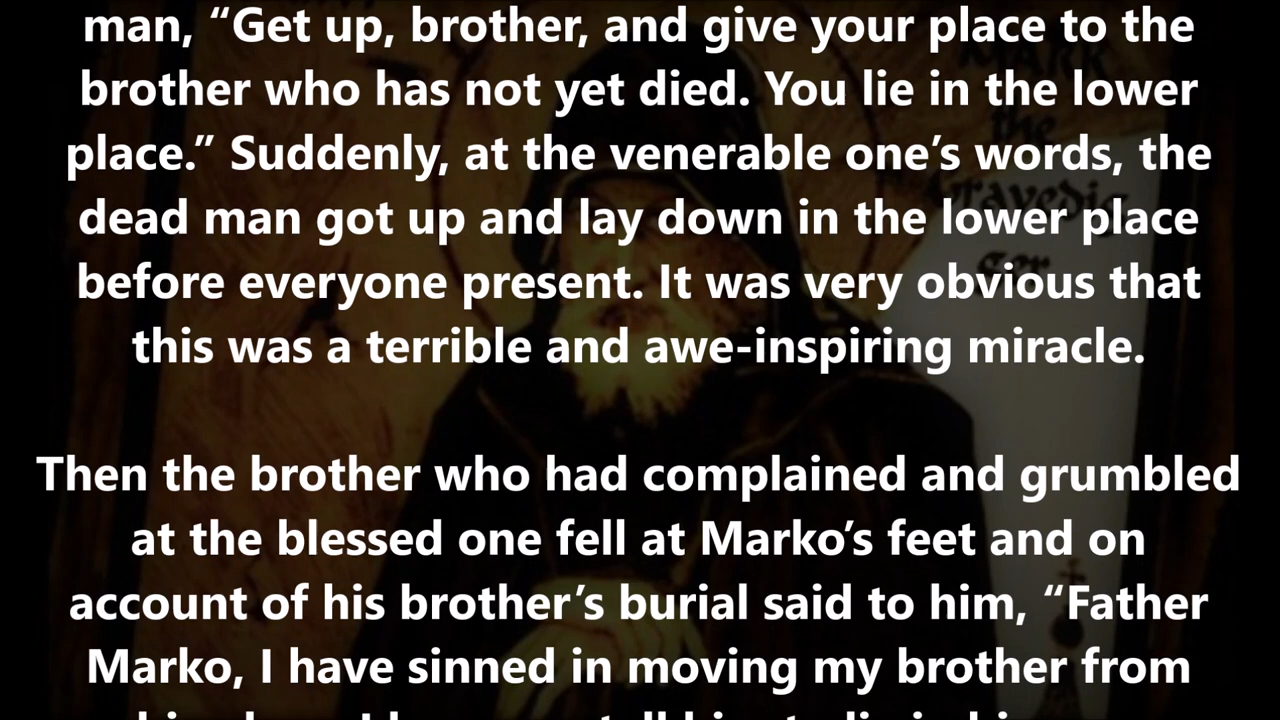 man, “Get up, brother, and give your place to the
brother who has not yet died. You lie in the lower
place.” Suddenly, at the venerable one’s words, the
dead man got up and lay down in the lower place
before everyone present. It was very obvious that
this was a terrible and awe-inspiring miracle.
Then the brother who had complained and grumbled
at the blessed one fell at Marko’s feet and on
account of his brother’s burial said to him, “Father
Marko, I have sinned in moving my brother from
MARK
the
Gravedig
ger